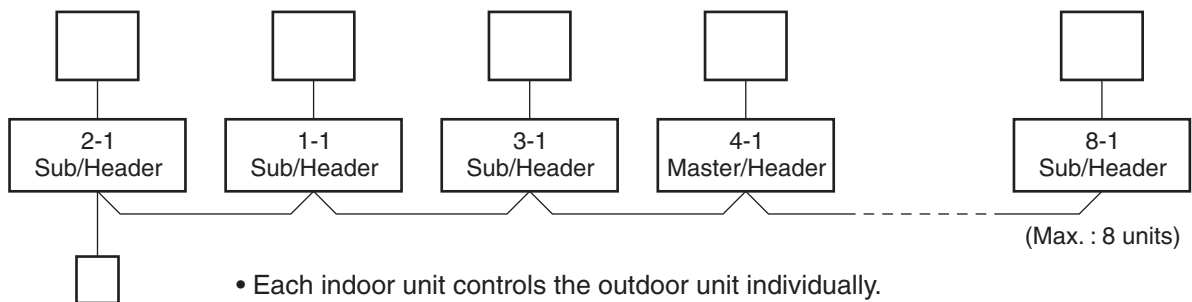 2-1
Sub/Header
1-1
Sub/Header
3-1
Sub/Header
4-1
Master/Header
8-1
Sub/Header
(Max. : 8 units)
• Each indoor unit controls the outdoor unit individually.